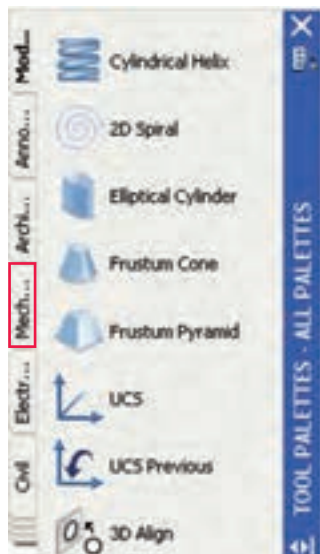 Mod...
Anno...
Archi...
Mech...
Electr...
Civil
Cylindrical Helix
2D Spiral
Elliptical Cylinder
Frustum Cone
Frustum Pyramid
UCS
UCS Previous
3D Align
TOOL PALETTES - ALL PALETTES